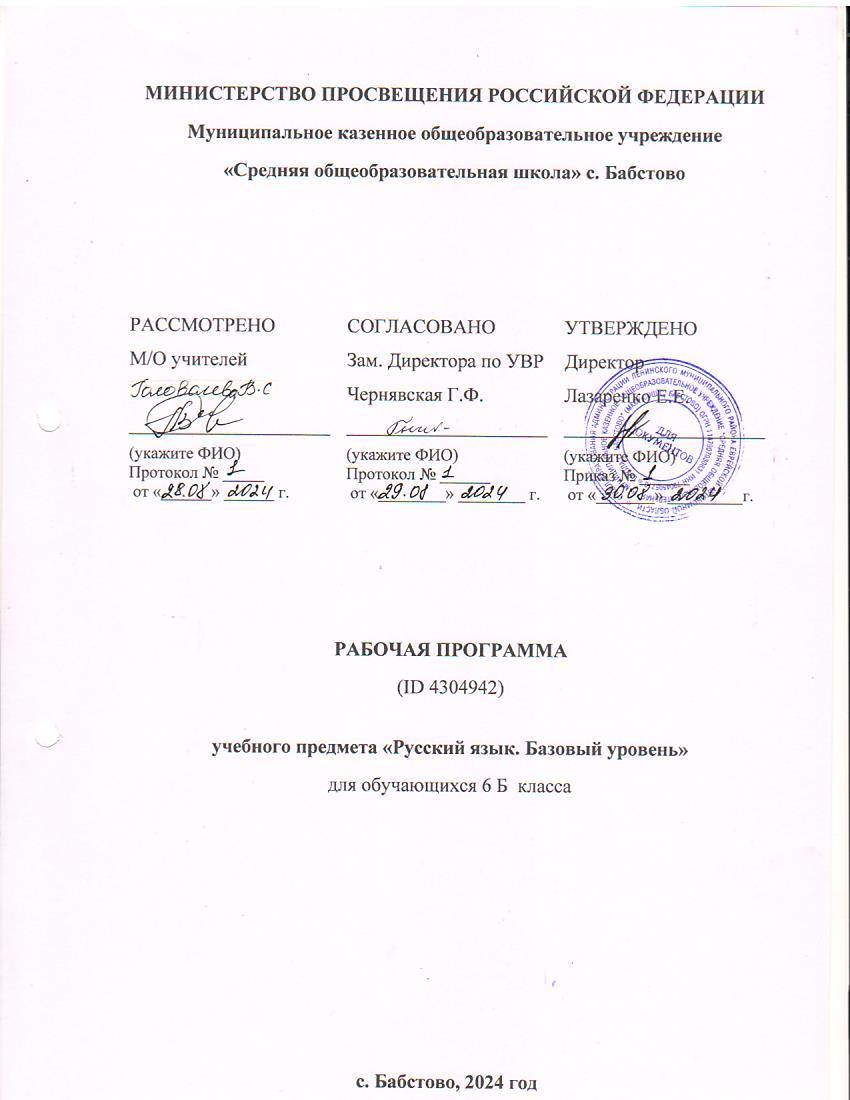 МИНИСТЕРСТВО ПРОСВЕЩЕНИЯ РОССИЙСКОЙ ФЕДЕРАЦИИ
Муниципальное казенное общеобразовательное учреждение
«Средняя общеобразовательная школа» с. Бабстово
РАССМОТРЕНО
М/О учителей
В.С
(укажите ФИО)
Протокол № 1
от «28.08» 2024 г.
СОГЛАСОВАНО
Зам. Директора по УВР
Чернявская Г.Ф.
(укажите ФИО)
Протокол № 1
от «29.08» 2024 г.
УТВЕРЖДЕНО
Директор
Лазаренко Е.Е.
(укажите ФИО)
Приказ № 1
от «30.08» 2024 г.
ДЛЯ
ДОКУМЕНТОВ
РАБОЧАЯ ПРОГРАММА
(ID 4304942)
учебного предмета «Русский язык. Базовый уровень»
для обучающихся 6 Б класса
с. Бабстово, 2024 год